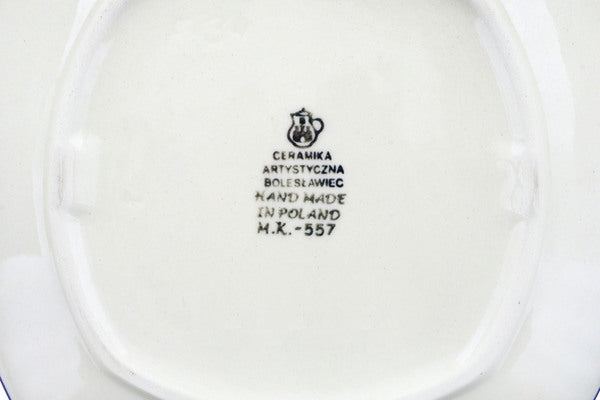 CERAMIKA
ARTYSTYCZNA
BOLESŁAWIEC
HAND MADE
IN POLAND
M.K.-557